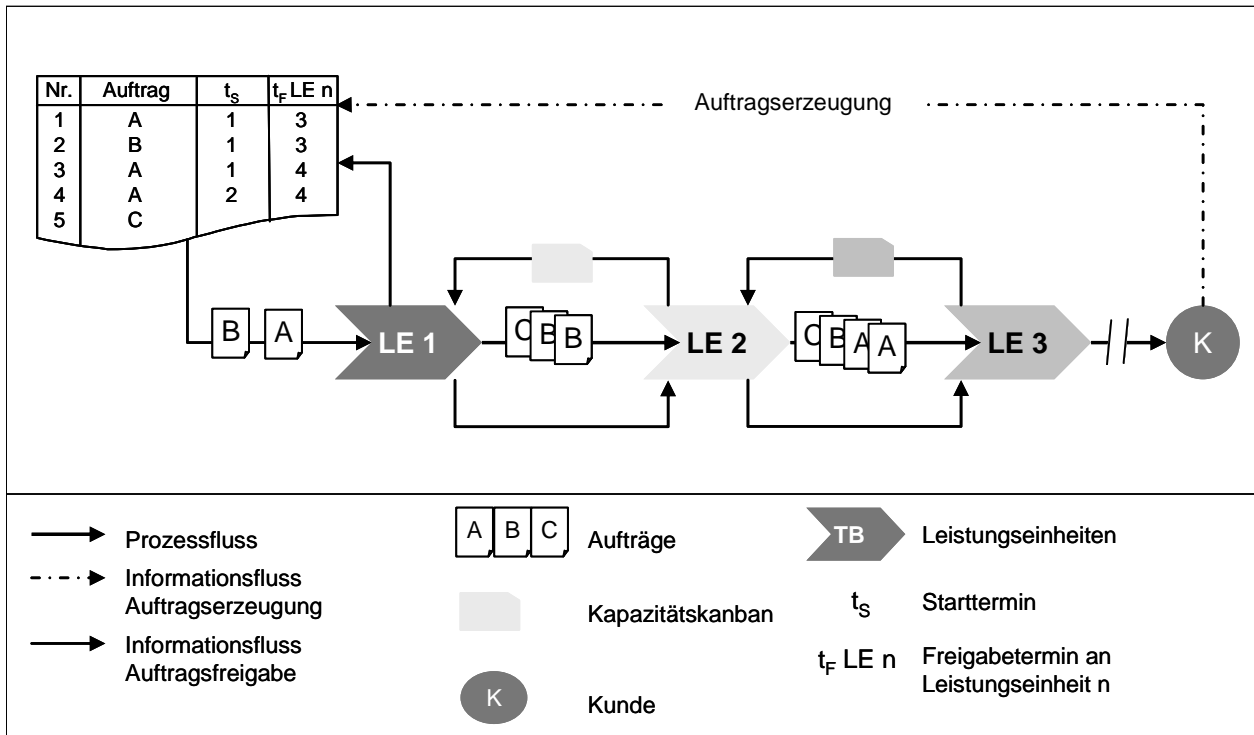 Nr. Auftrag tS tF LE n
1 A 1 3
2 B 1 3
3 A 1 4
4 A 2 4
5 C
Auftragserzeugung
B A LE 1 C B B LE 2 C B A A LE 3 K
Prozessfluss
Informationsfluss
Auftragserzeugung
Informationsfluss
Auftragsfreigabe
A B C Aufträge
Kapazitätskanban
K Kunde
TB Leistungseinheiten
tS Starttermin
tF LE n Freigabetermin an
Leistungseinheit n